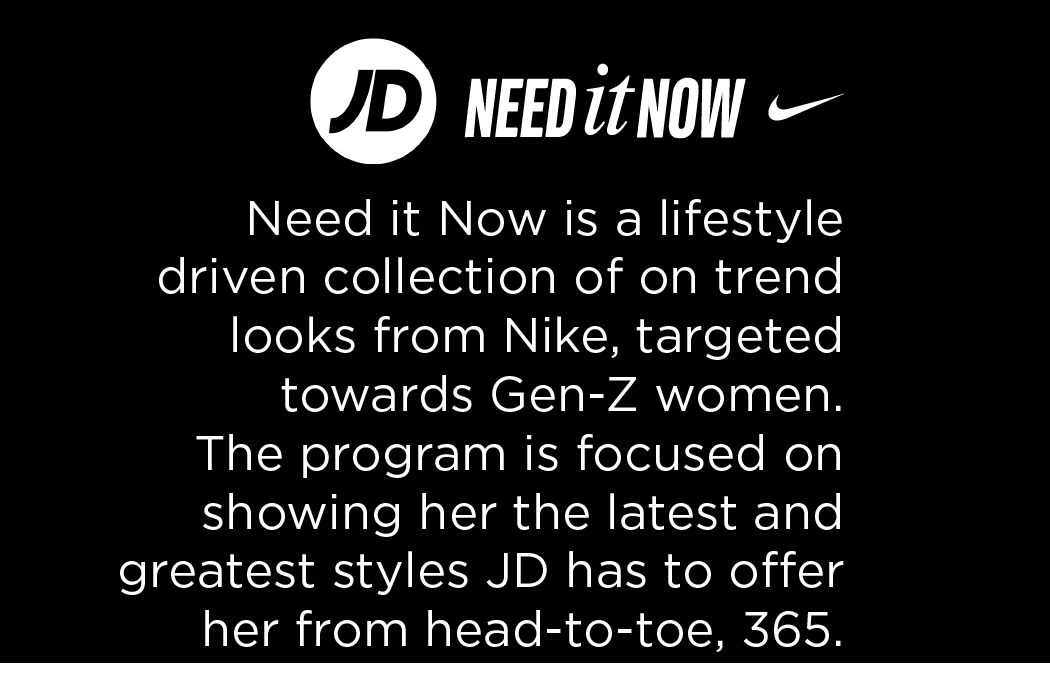 JD NEED it NOW
Need it Now is a lifestyle
driven collection of on trend
looks from Nike, targeted
towards Gen-Z women.
The program is focused on
showing her the latest and
greatest styles JD has to offer
her from head-to-toe, 365.